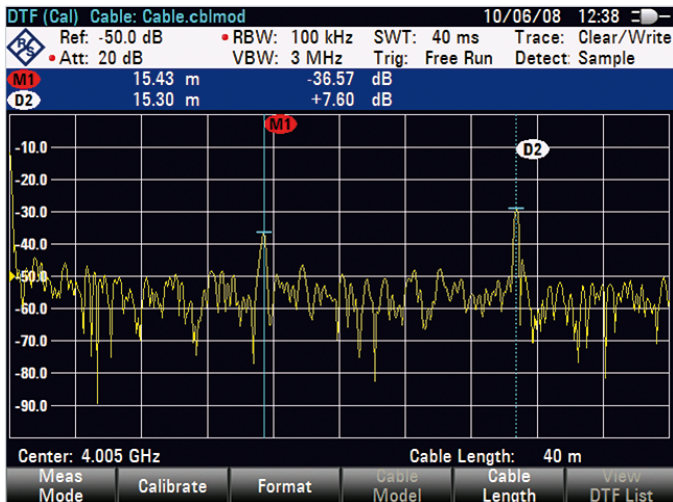 DTF (Cal) Cable: Cable.cblmod 10/06/08 12:38
R S Ref: -50.0 dB RBW: 100 kHz SWT: 40 ms Trace: Clear/Write
Att: 20 dB VBW: 3 MHz Trig: Free Run Detect: Sample
M1 15.43 m -36.57 dB
D2 15.30 m +7.60 dB
M1
D2
-10.0
-20.0
-30.0
-40.0
-50.0
-60.0
-70.0
-80.0
-90.0
Center: 4.005 GHz Cable Length: 40 m
Meas Mode Calibrate Format Cable Model Cable Length View DTF List